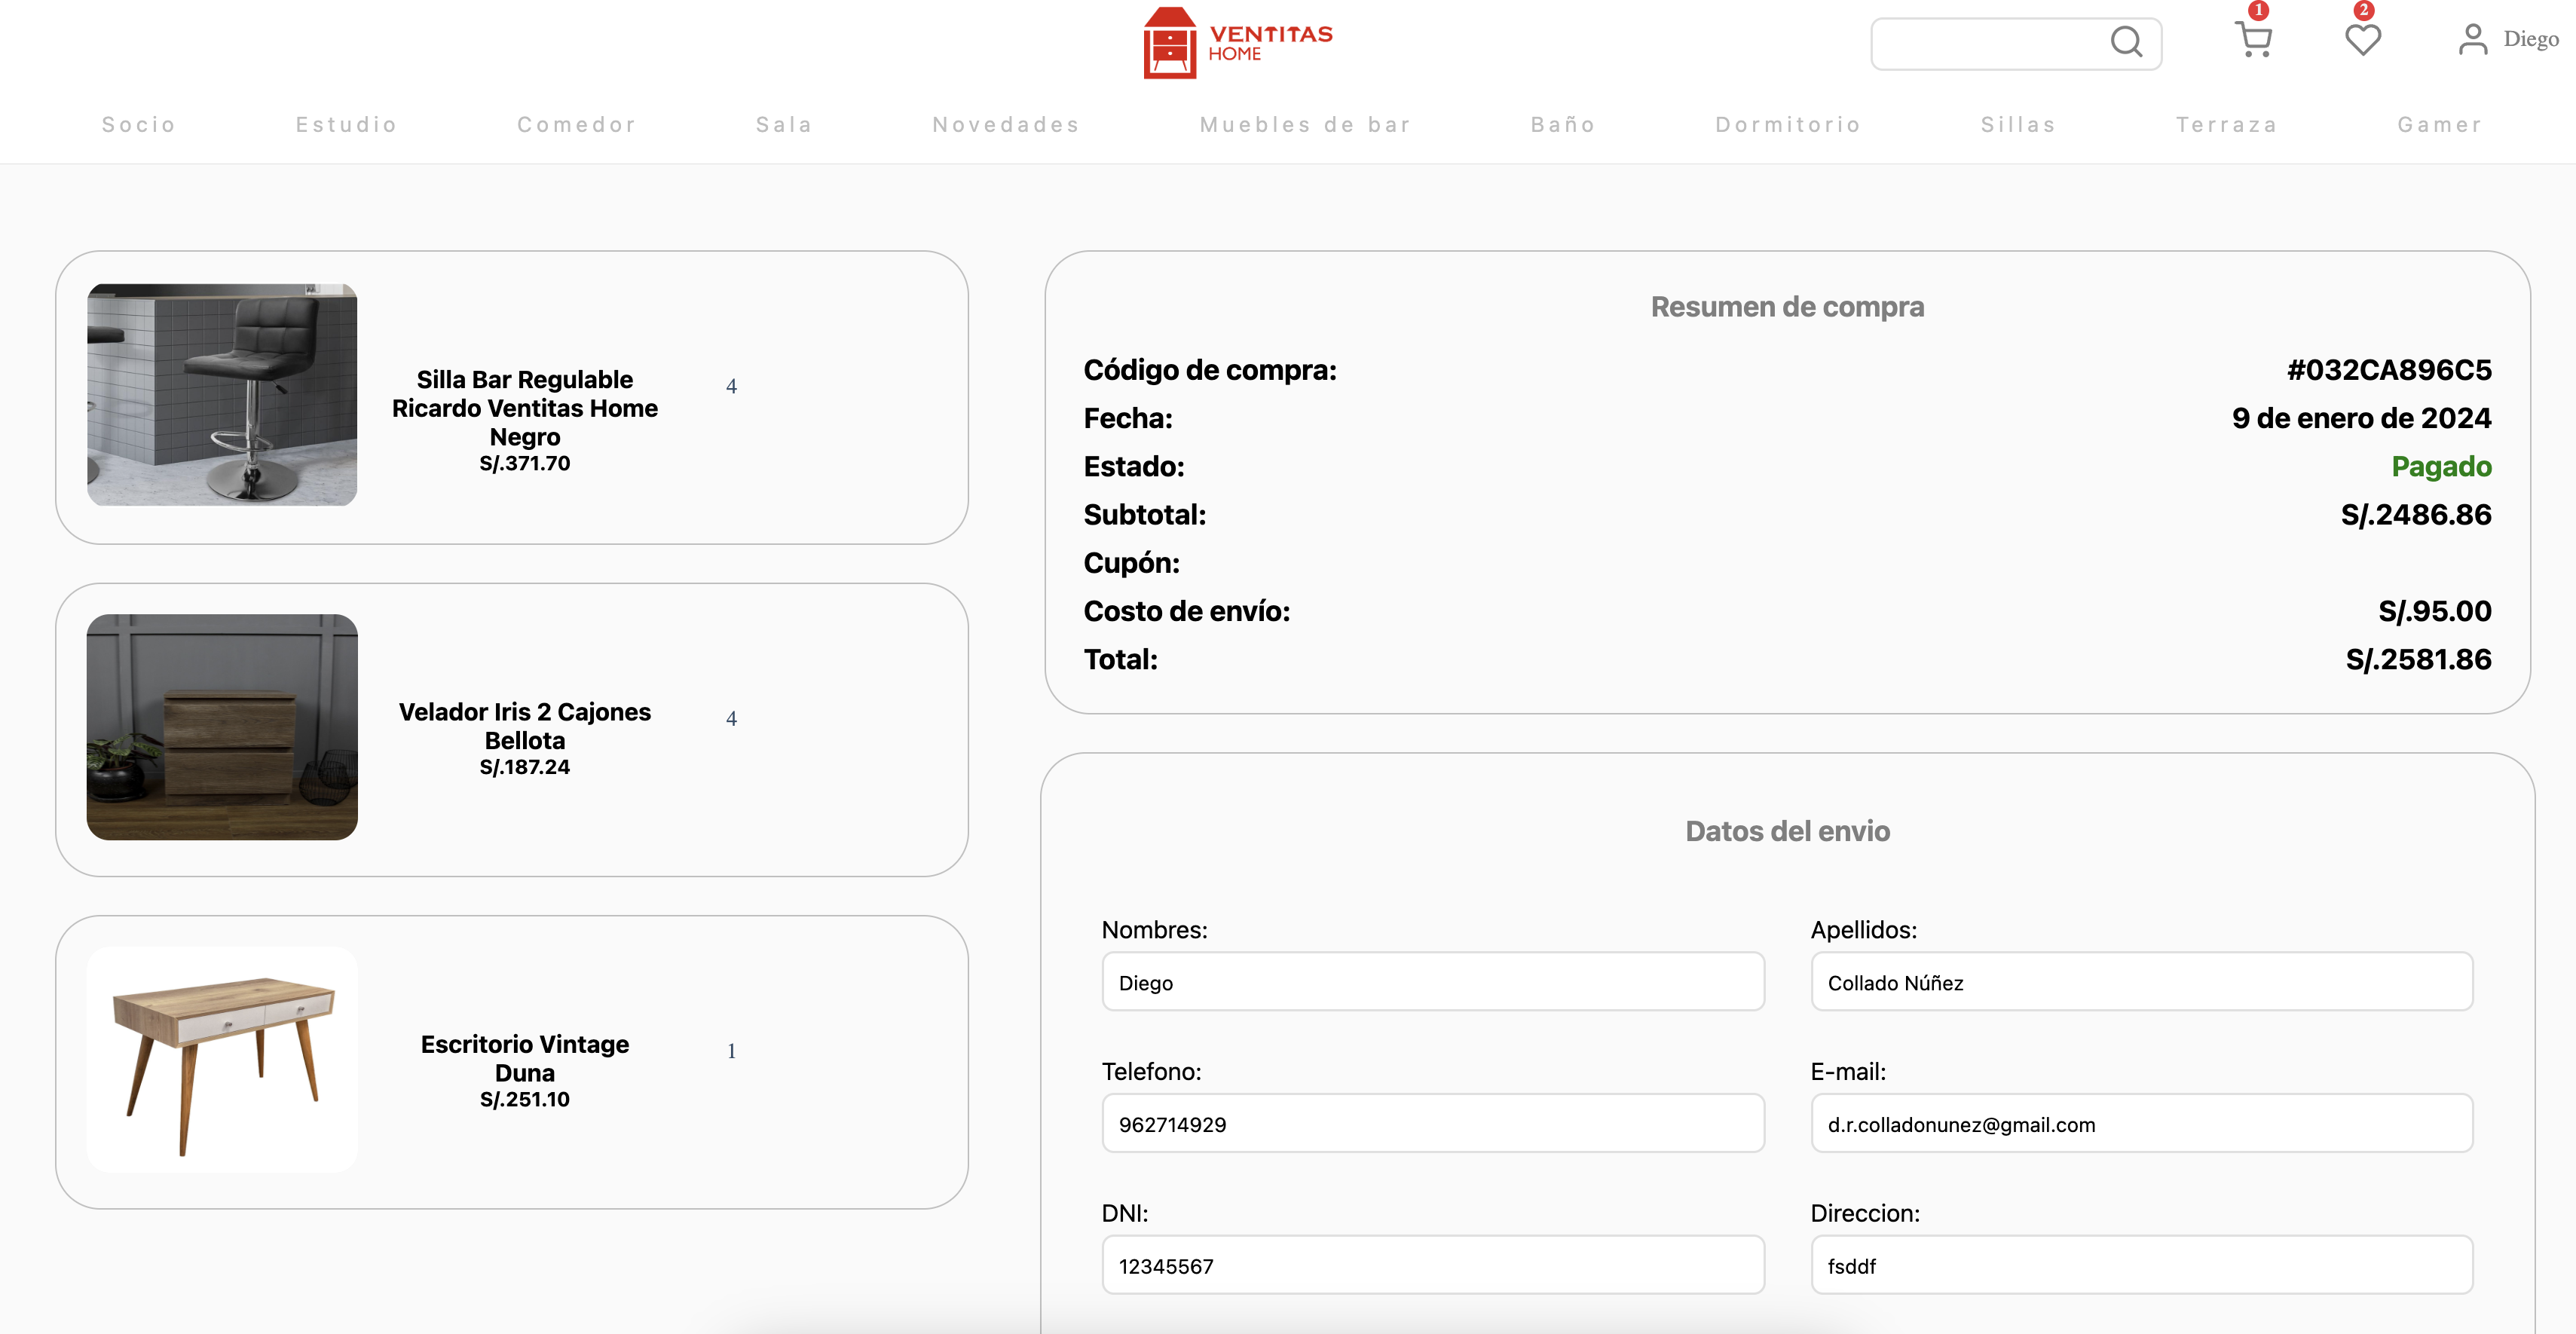 VENTITAS
HOME
1
2
Diego
Socio
Estudio
Comedor
Sala
Novedades
Muebles de bar
Baño
Dormitorio
Sillas
Terraza
Gamer
Silla Bar Regulable
Ricardo Ventitas Home
Negro
S/.371.70
4
Velador Iris 2 Cajones
Bellota
S/.187.24
4
Escritorio Vintage
Duna
S/.251.10
1
Resumen de compra
Código de compra: #032CA896C5
Fecha: 9 de enero de 2024
Estado: Pagado
Subtotal: S/.2486.86
Cupón:
Costo de envío: S/.95.00
Total: S/.2581.86
Datos del envio
Nombres:
Diego
Apellidos:
Collado Núñez
Telefono:
962714929
E-mail:
d.r.colladonunez@gmail.com
DNI:
12345567
Direccion:
fsddf